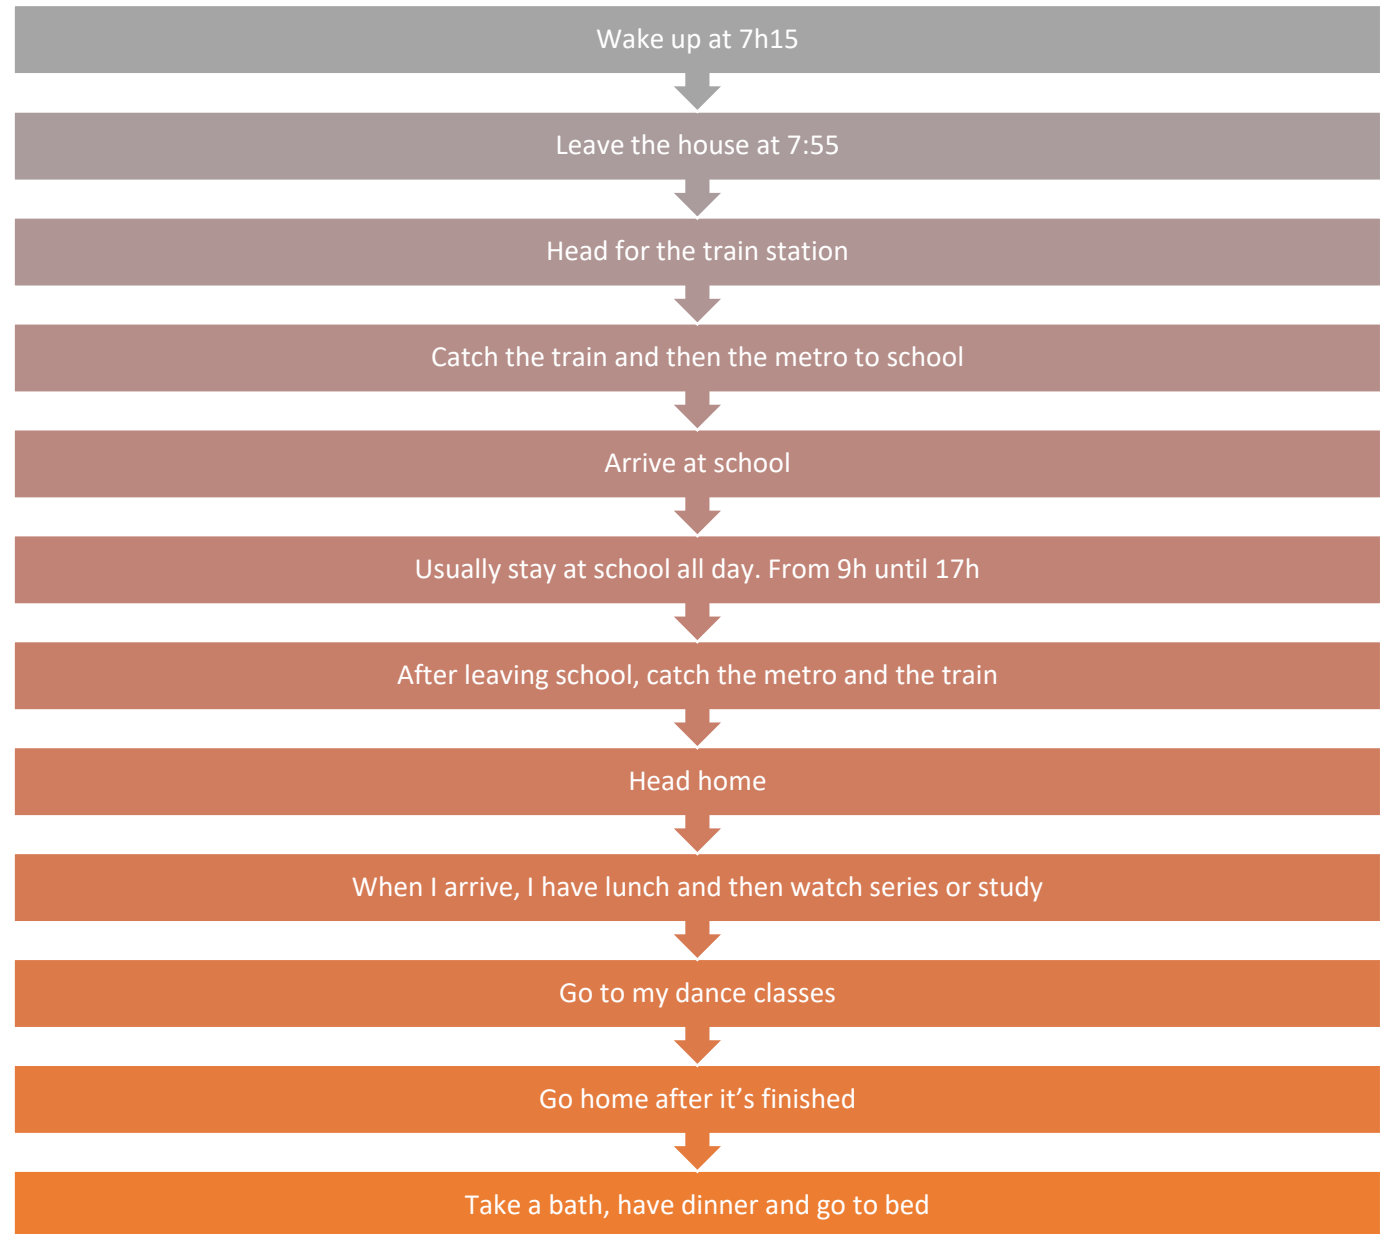 Wake up at 7h15
Leave the house at 7:55
Head for the train station
Catch the train and then the metro to school
Arrive at school
Usually stay at school all day. From 9h until 17h
After leaving school, catch the metro and the train
Head home
When I arrive, I have lunch and then watch series or study
Go to my dance classes
Go home after it’s finished
Take a bath, have dinner and go to bed